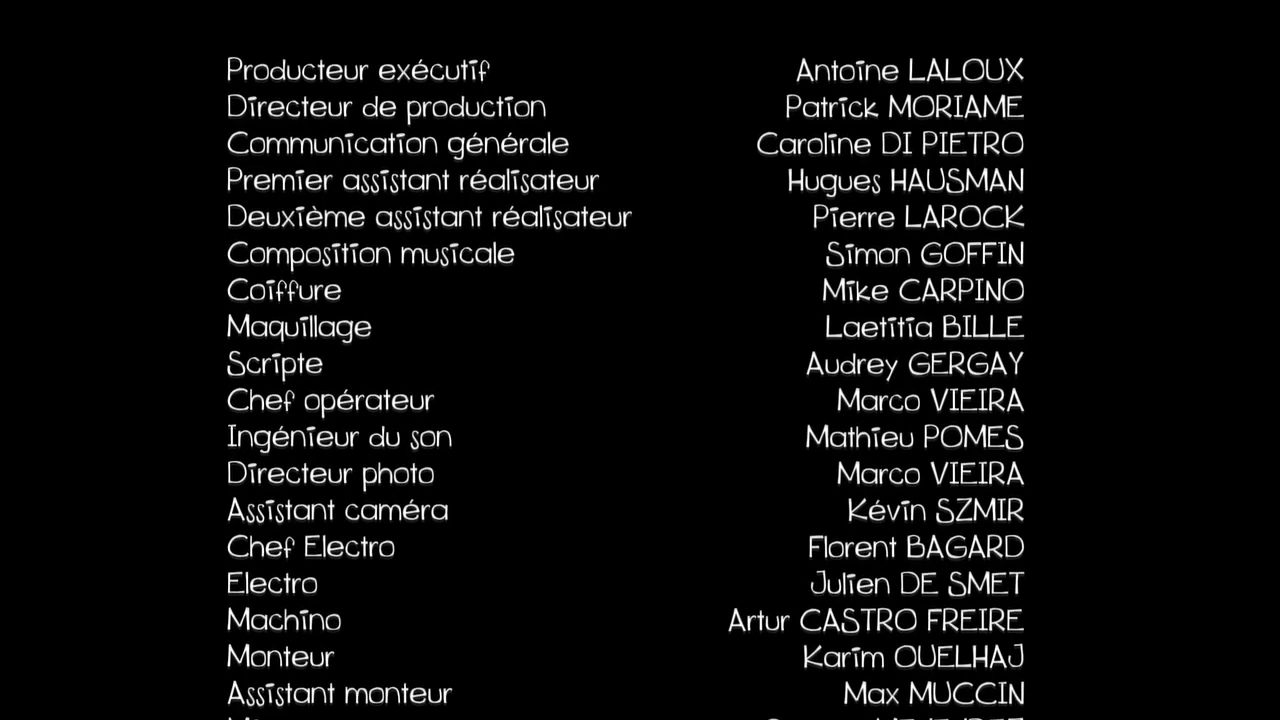 Producteur exécutif Antoine LALOUX
Directeur de production Patrick MORIAME
Communication générale Caroline DI PIETRO
Premier assistant réalisateur Hugues HAUSMAN
Deuxième assistant réalisateur Pierre LAROCK
Composition musicale Simon GOFFIN
Coiffure Mike CARPINO
Maquillage Laetitia BILLE
Scripte Audrey GERGAY
Chef opérateur Marco VIEIRA
Ingénieur du son Mathieu POMES
Directeur photo Marco VIEIRA
Assistant caméra Kévin SZMIR
Chef Electro Florent BAGARD
Electro Julien DE SMET
Machino Artur CASTRO FREIRE
Monteur Karim OUELHAJ
Assistant monteur Max MUCCIN